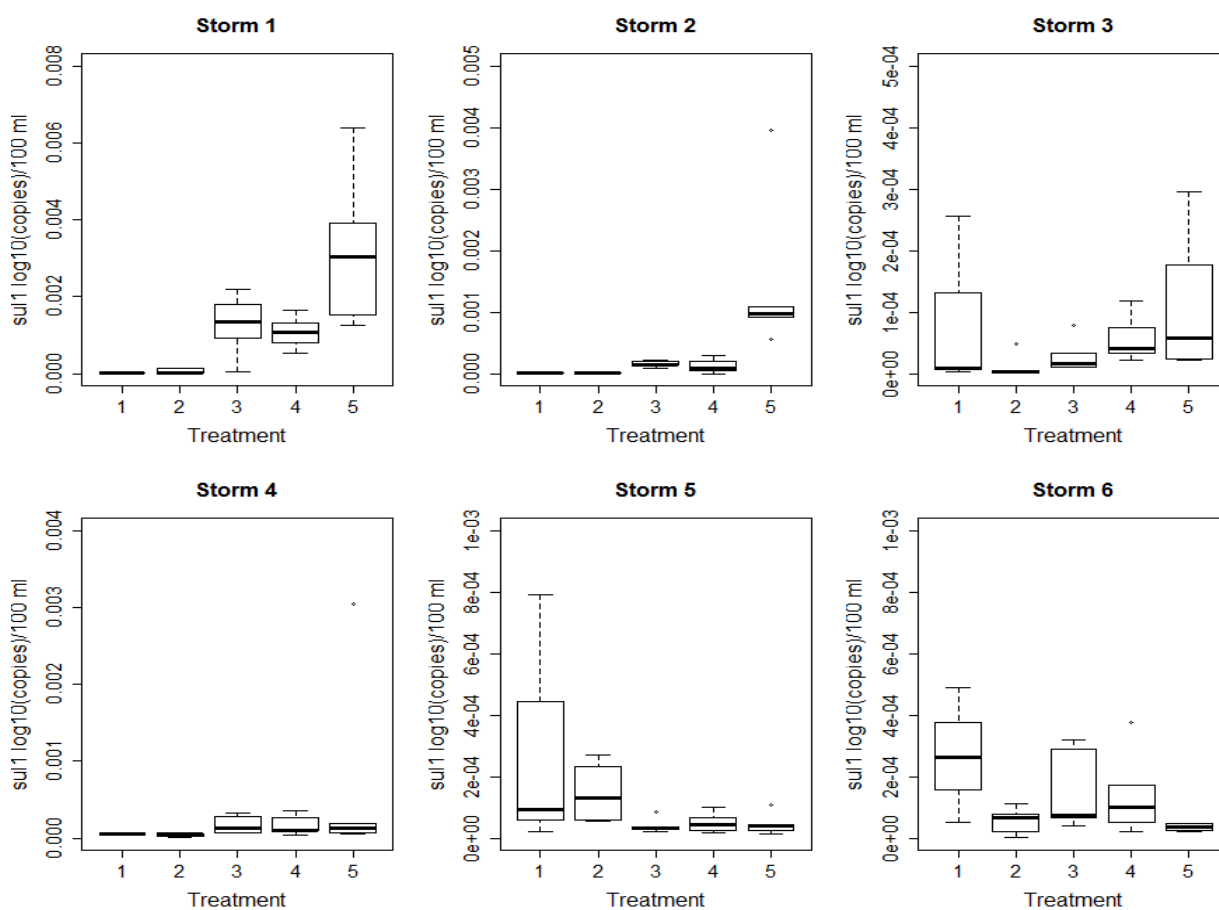 Storm 1
sul1 log10(copies)/100 ml
0.008
0.006
0.004
0.002
0.000
1 2 3 4 5
Treatment
Storm 2
sul1 log10(copies)/100 ml
0.005
0.004
0.003
0.002
0.001
0.000
1 2 3 4 5
Treatment
Storm 3
sul1 log10(copies)/100 ml
5e-04
4e-04
3e-04
2e-04
1e-04
0e+00
1 2 3 4 5
Treatment
Storm 4
sul1 log10(copies)/100 ml
0.004
0.003
0.002
0.001
0.000
1 2 3 4 5
Treatment
Storm 5
sul1 log10(copies)/100 ml
1e-03
8e-04
6e-04
4e-04
2e-04
0e+00
1 2 3 4 5
Treatment
Storm 6
sul1 log10(copies)/100 ml
1e-03
8e-04
6e-04
4e-04
2e-04
0e+00
1 2 3 4 5
Treatment